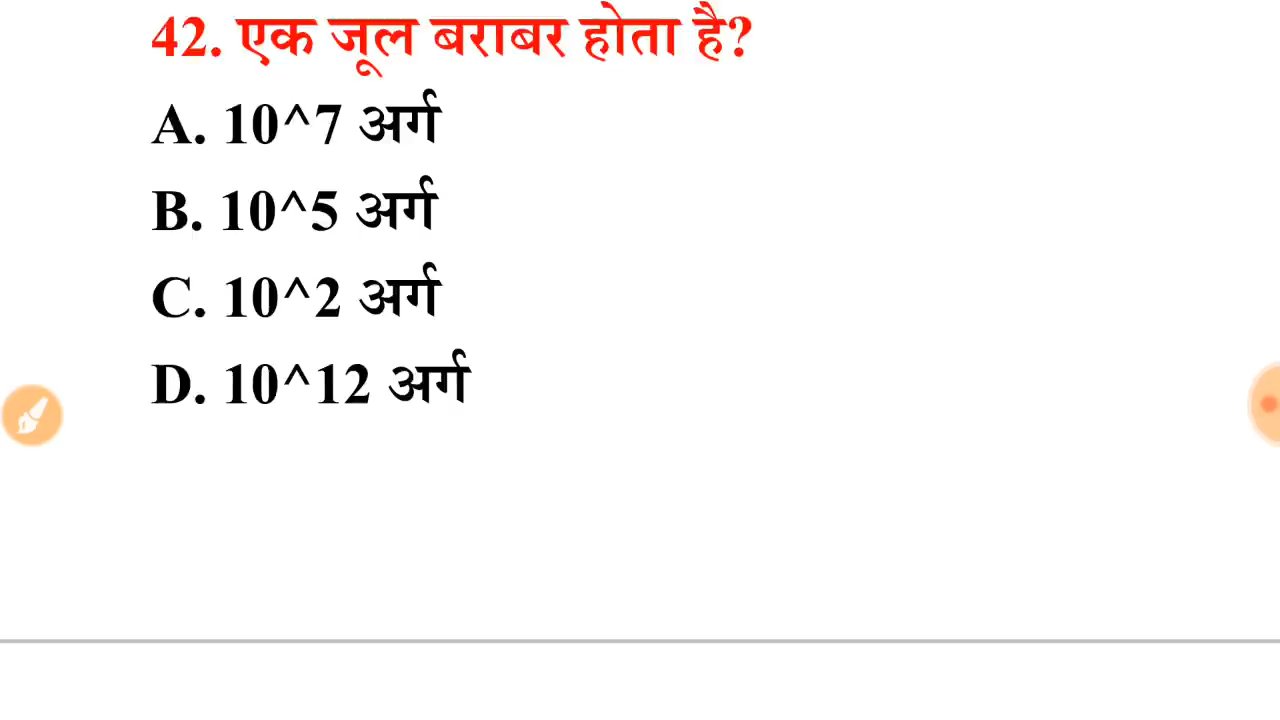 42. एक जूल बराबर होता है?
A. 10^7 अर्ग
B. 10^5 अर्ग
C. 10^2 अर्ग
D. 10^12 अर्ग